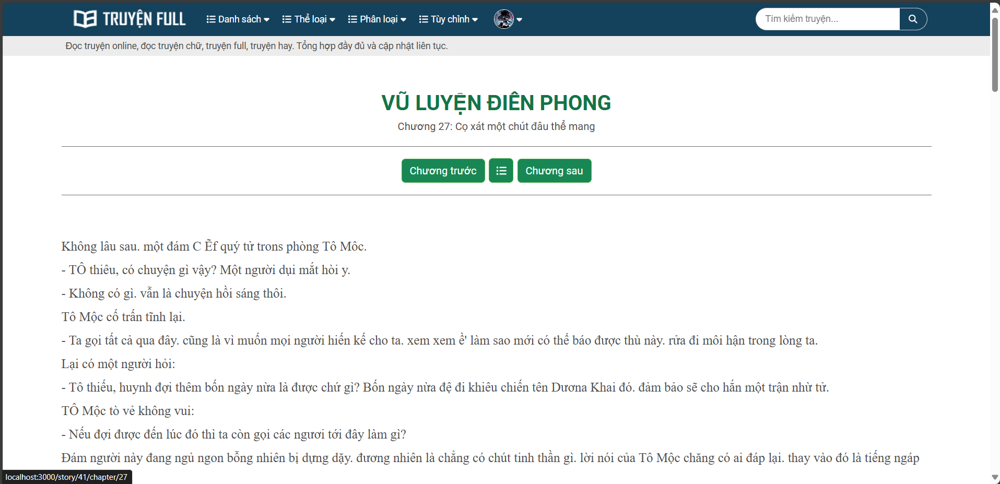 TRUYỆN FULL
Danh sách
Thể loại
Phân loại
Tùy chỉnh
Tìm kiếm truyện...
Đọc truyện online, đọc truyện chữ, truyện full, truyện hay. Tổng hợp đầy đủ và cập nhật liên tục.
VŨ LUYỆN ĐIÊN PHONG
Chương 27: Cọ xát một chút đâu thể mang
Chương trước
Chương sau
Không lâu sau. một đám C Ễf quý tử trons phòng Tô Môc.
- TÔ thiêu, có chuyện gì vậy? Một người dụi mắt hòi y.
- Không có gì. vẫn là chuyện hồi sáng thôi.
Tô Mộc cố trấn tĩnh lại.
- Ta gọi tất cả qua đây. cũng là vì muốn mọi người hiến kế cho ta. xem xem ề' làm sao mới có thể báo được thù này. rửa đi môi hận trong lòng ta.
Lại có một người hỏi:
- Tô thiếu, huynh đợi thêm bốn ngày nừa là được chứ gì? Bốn ngày nừa đệ đi khiêu chiến tên Dươna Khai đó. đảm bảo sẽ cho hắn một trận nhừ tử.
TÔ Mộc tò vẻ không vui:
- Nếu đợi được đến lúc đó thì ta còn gọi các ngươi tới đây làm gì?
Đám người này đang ngủ ngon bỗng nhiên bị dựng dặy. đương nhiên là chẳng có chút tinh thần gì. lời nói của Tô Mộc chăng có ai đáp lại. thay vào đó là tiếng ngáp
localhost:3000/story/41/chapter/27